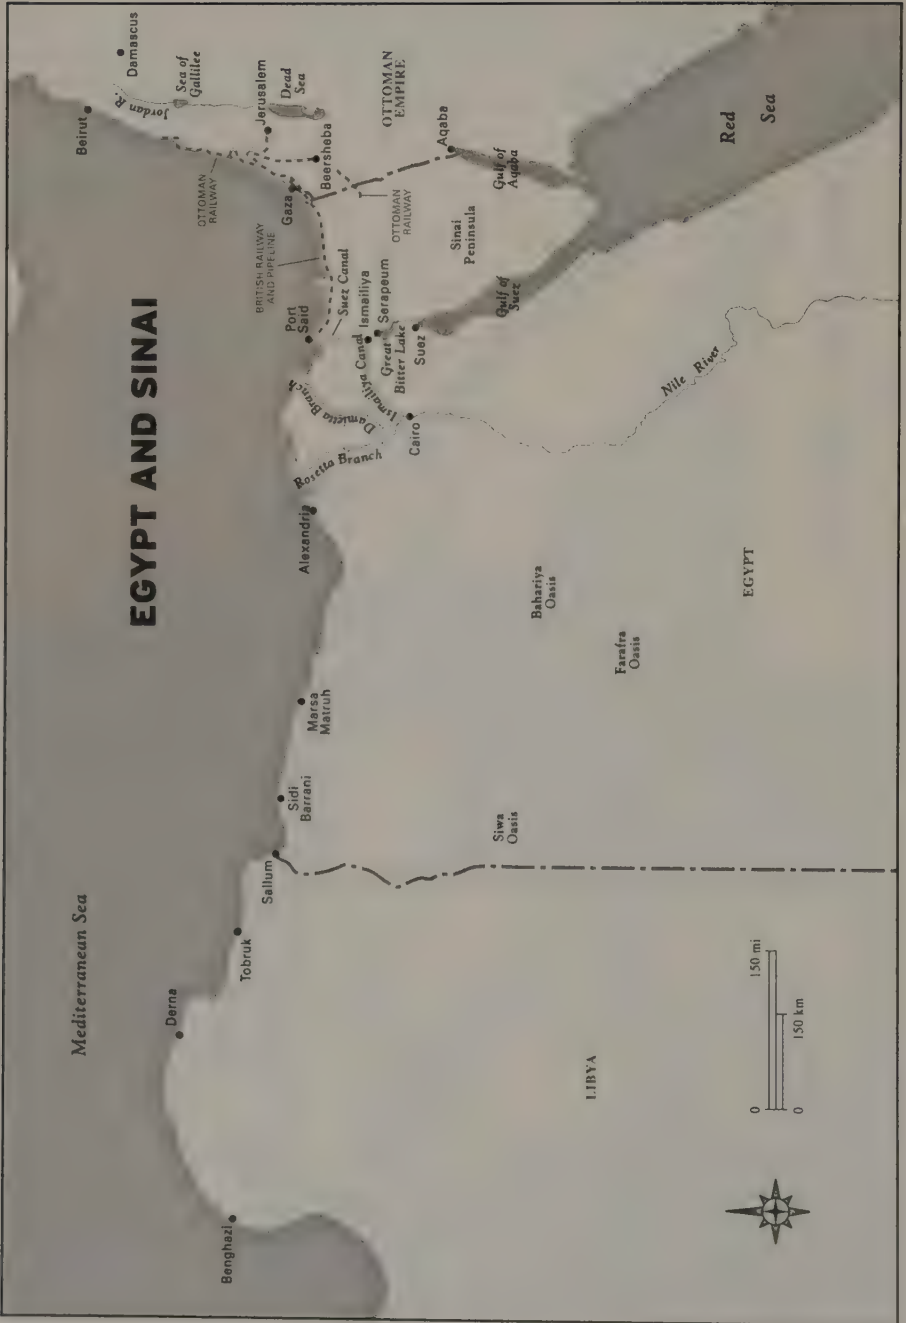 EGYPT AND SINAI
Mediterranean Sea
Benghazi
Derna
Tobruk
Sallum
Sidi
Barrani
Marsa
Matruh
Alexandria
Rosetta Branch
Damietta Branch
Port
Said
Suez Canal
Ismailiya Canal
Ismailiya
Serapeum
Great
Bitter Lake
Suez
Cairo
BRITISH RAILWAY
AND PIPELINE
OTTOMAN
RAILWAY
Gaza
Beirut
Damascus
Jordan R.
Sea of
Gallilee
Jerusalem
Dead
Sea
Beersheba
OTTOMAN
RAILWAY
OTTOMAN
EMPIRE
Aqaba
Gulf of
Aqaba
Sinai
Peninsula
Gulf of
Suez
Red
Sea
Nile River
Siwa
Oasis
Bahariya
Oasis
Farafra
Oasis
EGYPT
LIBYA
0 150 mi
0 150 km